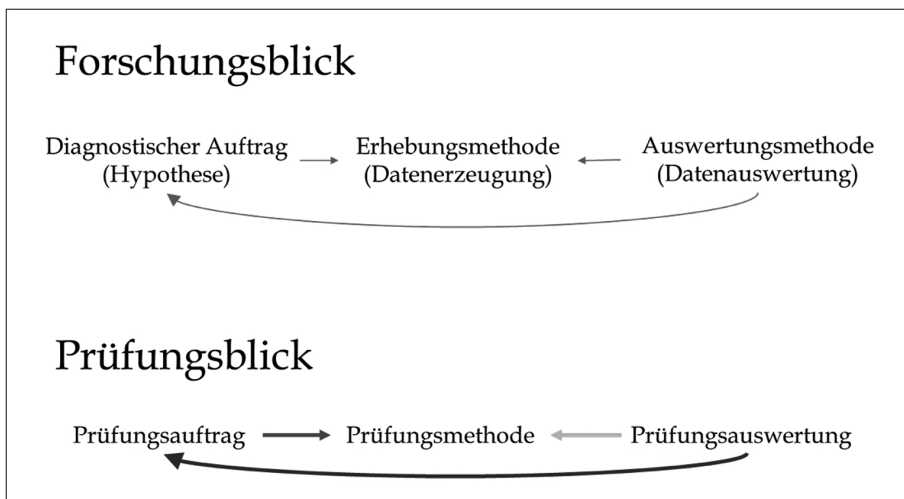 Forschungsblick
Diagnostischer Auftrag
(Hypothese)
Erhebungsmethode
(Datenerzeugung)
Auswertungsmethode
(Datenauswertung)
Prüfungsblick
Prüfungsauftrag
Prüfungsmethode
Prüfungsauswertung